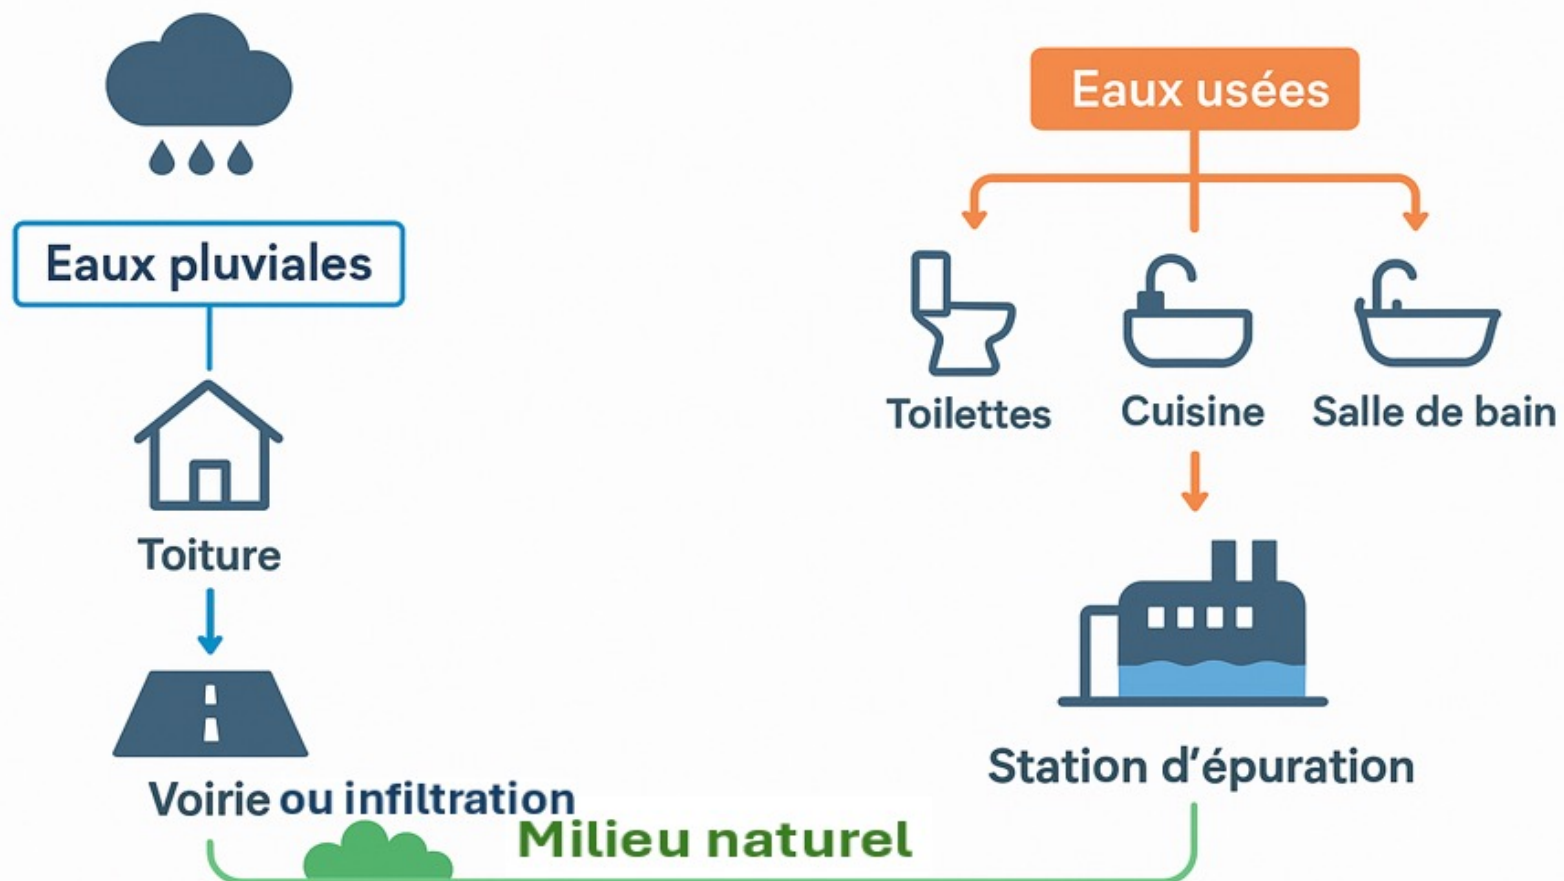 Eaux pluviales
Toiture
Voirie ou infiltration
Eaux usées
Toilettes
Cuisine
Salle de bain
Station d'épuration
Milieu naturel